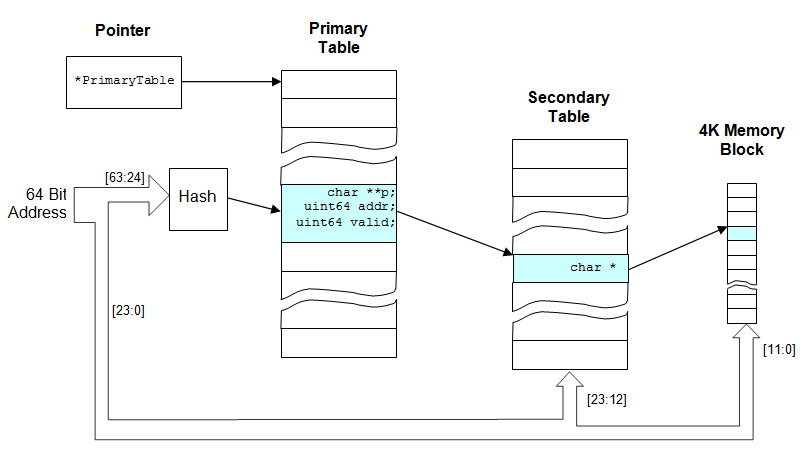 Pointer
Primary
Table
*PrimaryTable
Secondary
Table
4K Memory
Block
[63:24]
64 Bit
Address
Hash
char **p;
uint64 addr;
uint64 valid;
char *
[23:0]
[11:0]
[23:12]